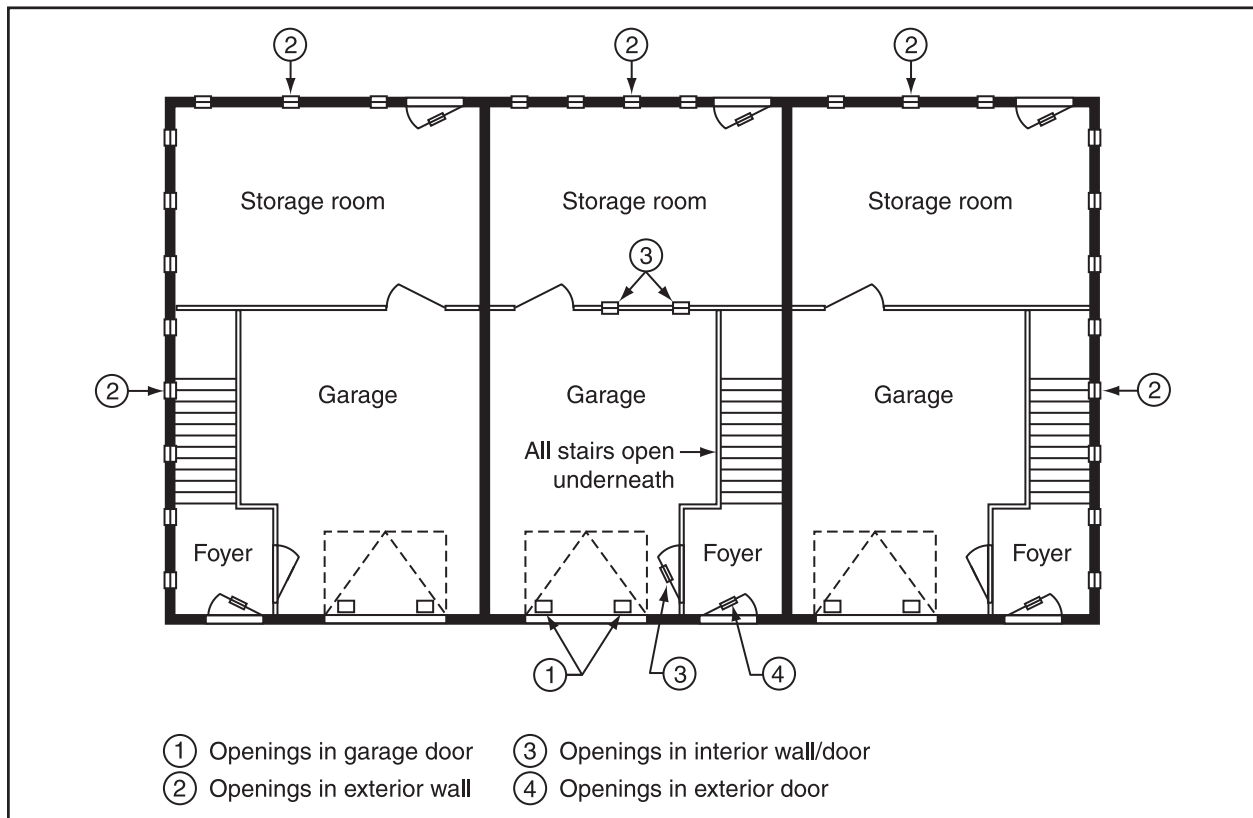 2
2
2
Storage room
Storage room
Storage room
3
2
Garage
Garage
Garage
2
All stairs open
underneath
Foyer
Foyer
Foyer
1
3
4
1 Openings in garage door
3 Openings in interior wall/door
2 Openings in exterior wall
4 Openings in exterior door